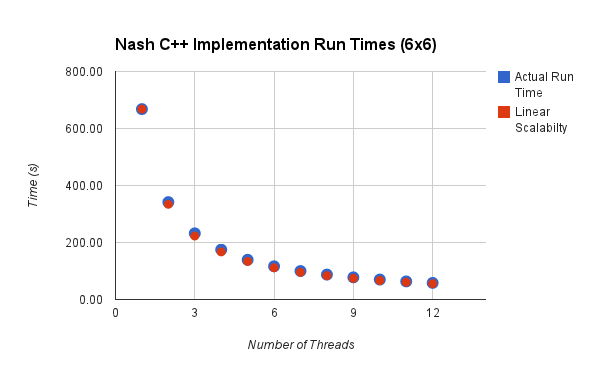 Nash C++ Implementation Run Times (6x6)
800.00
600.00
400.00
200.00
0.00
Time (s)
0 3 6 9 12
Number of Threads
Actual Run
Time
Linear
Scalabilty